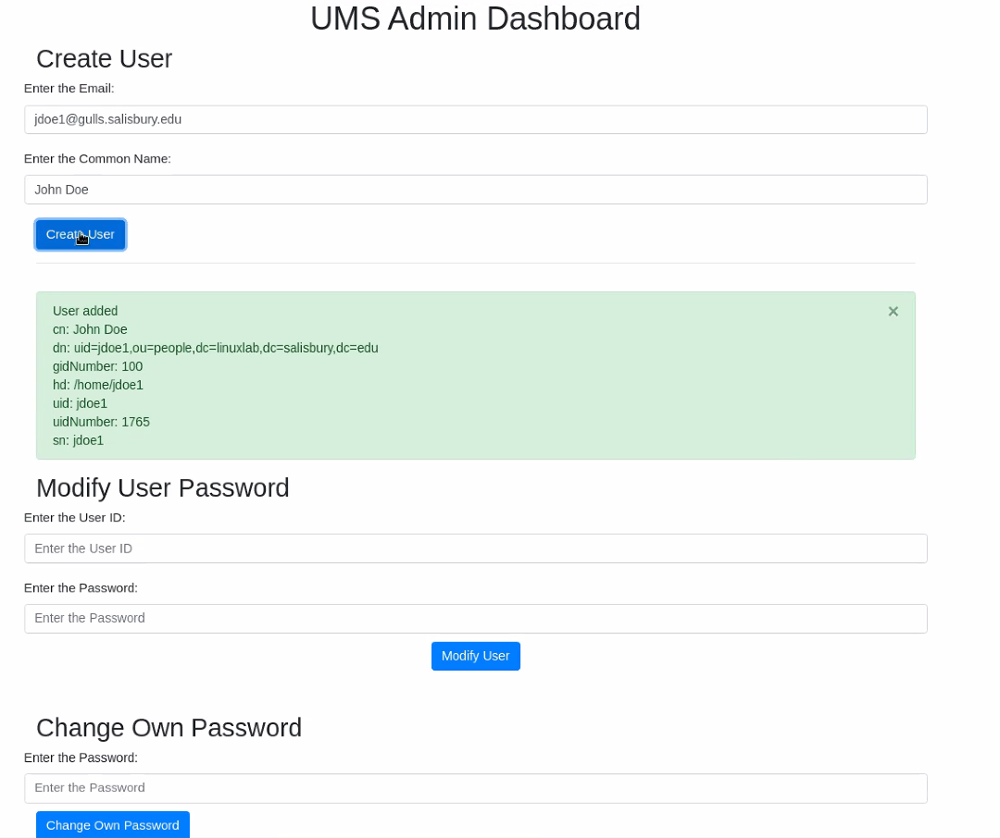 UMS Admin Dashboard
Create User
Enter the Email:
jdoe1@gulls.salisbury.edu
Enter the Common Name:
John Doe
Create User
User added
×
cn: John Doe
dn: uid=jdoe1,ou=people,dc=linuxlab,dc=salisbury,dc=edu
gidNumber: 100
hd: /home/jdoe1
uid: jdoe1
uidNumber: 1765
sn: jdoe1
Modify User Password
Enter the User ID:
Enter the User ID
Enter the Password:
Enter the Password
Modify User
Change Own Password
Enter the Password:
Enter the Password
Change Own Password